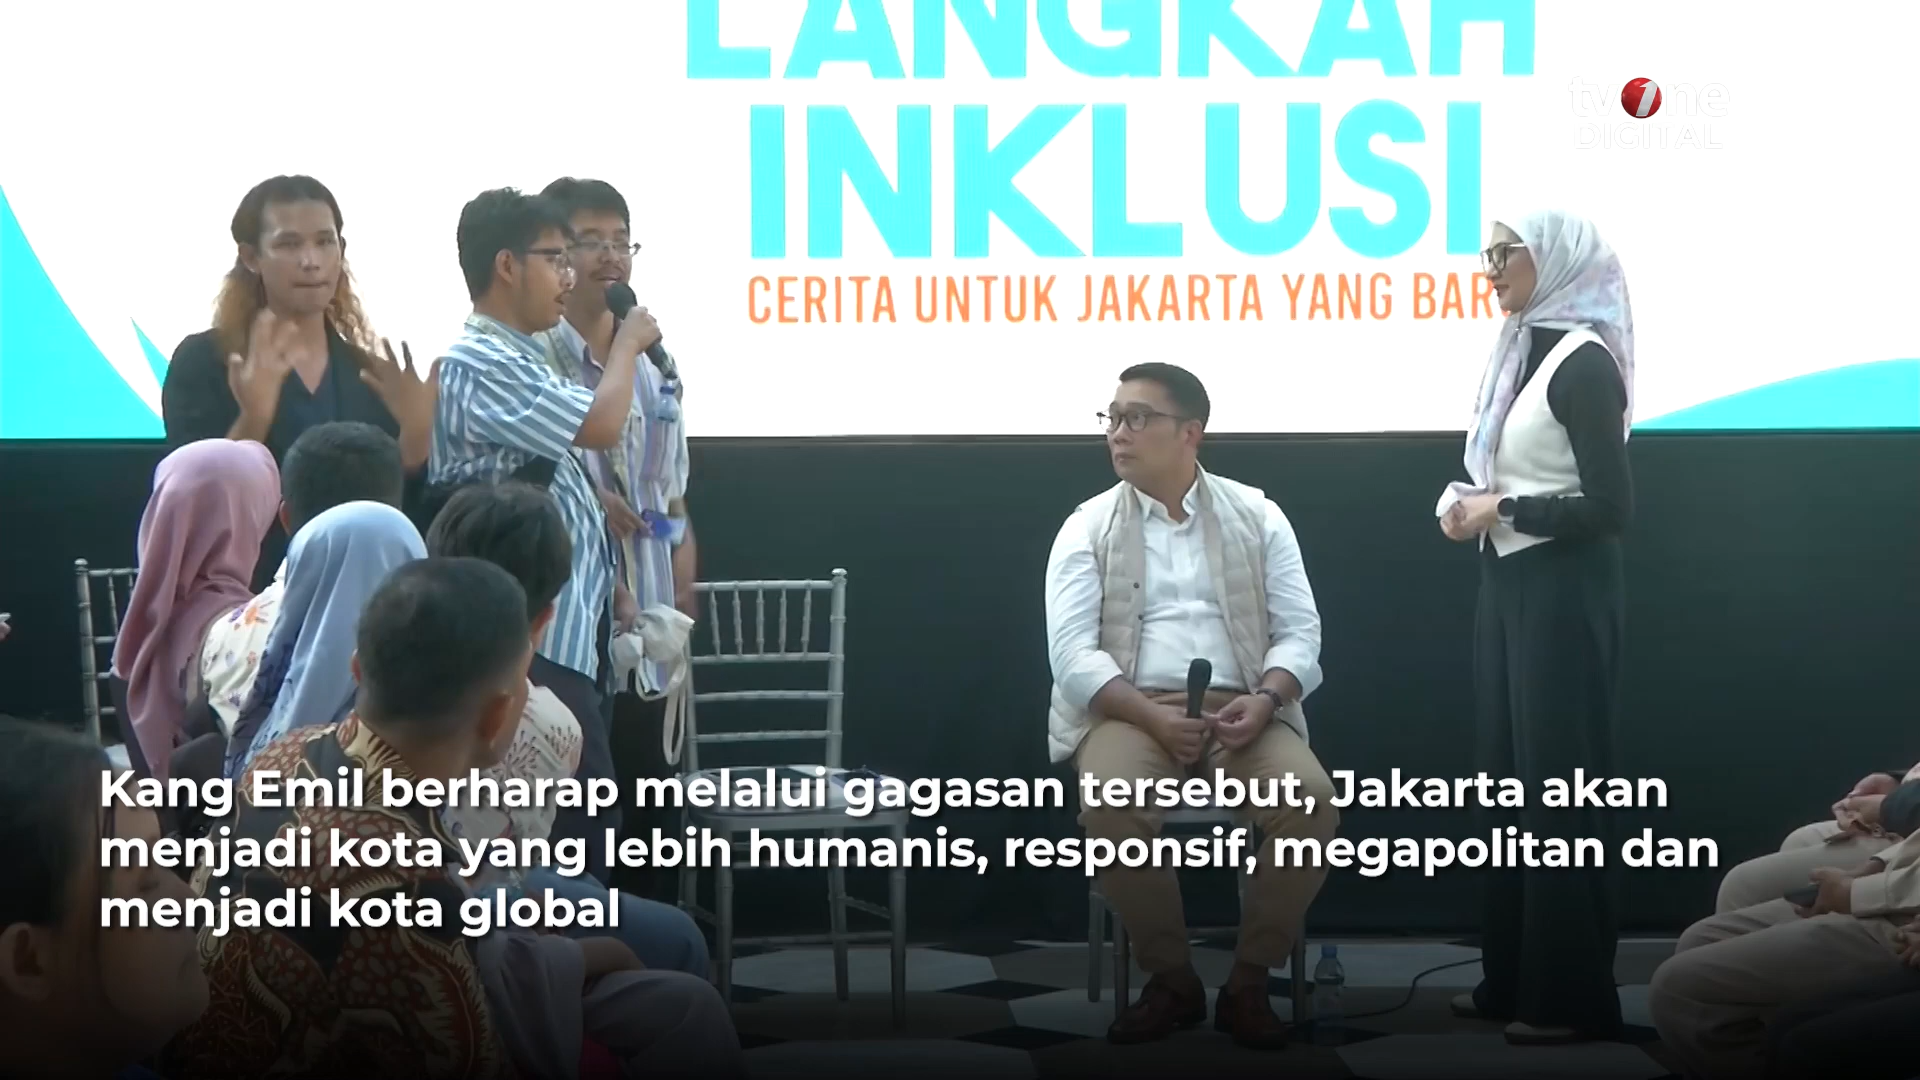 LANGKAH
INKLUSI
CERITA UNTUK JAKARTA YANG BAR
tvOne
DIGITAL
Kang Emil berharap melalui gagasan tersebut, Jakarta akan
menjadi kota yang lebih humanis, responsif, megapolitan dan
menjadi kota global